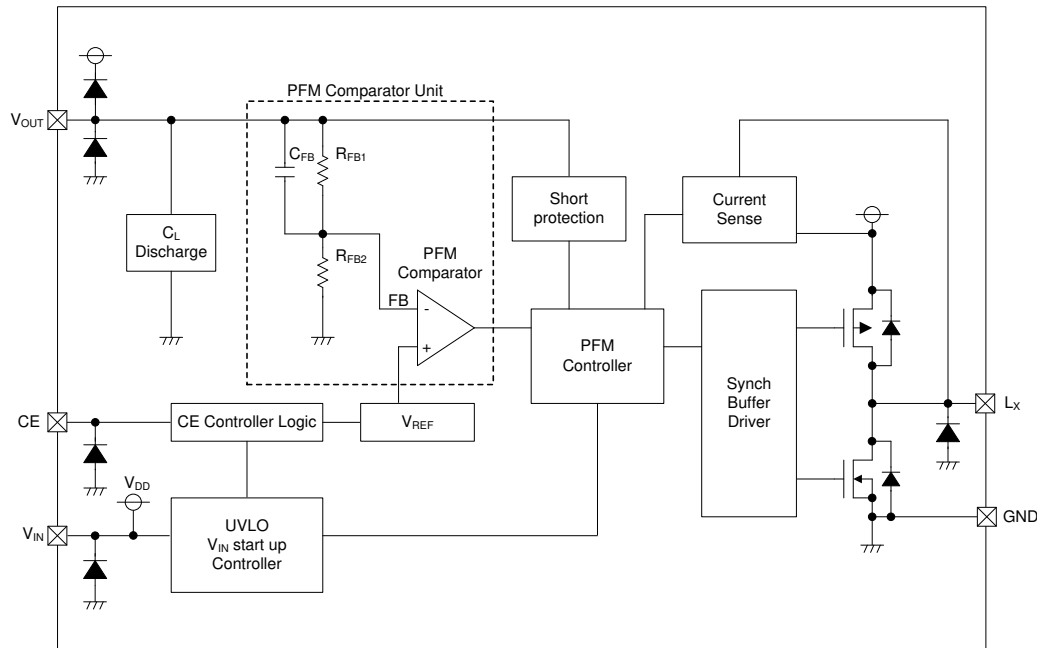 PFM Comparator Unit
VOUT
CFB
RFB1
Short
protection
Current
Sense
CL
Discharge
RFB2
PFM
Comparator
FB
-
+
PFM
Controller
Synch
Buffer
Driver
CE
CE Controller Logic
VREF
LX
VDD
VIN
UVLO
VIN start up
Controller
GND